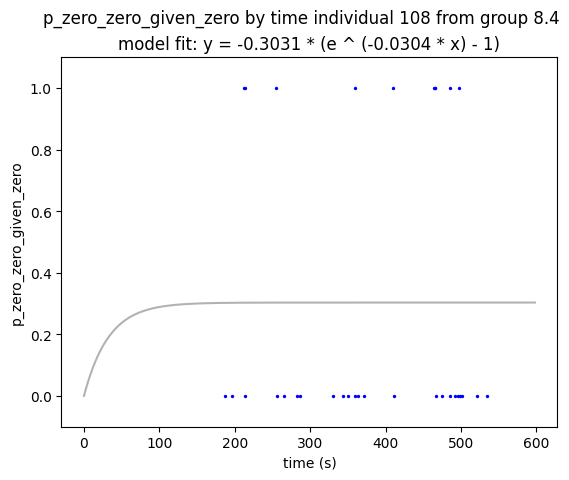 p_zero_zero_given_zero by time individual 108 from group 8.4
model fit: y = -0.3031 * (e ^ (-0.0304 * x) - 1)
p_zero_zero_given_zero
1.0
0.8
0.6
0.4
0.2
0.0
0 100 200 300 400 500 600
time (s)